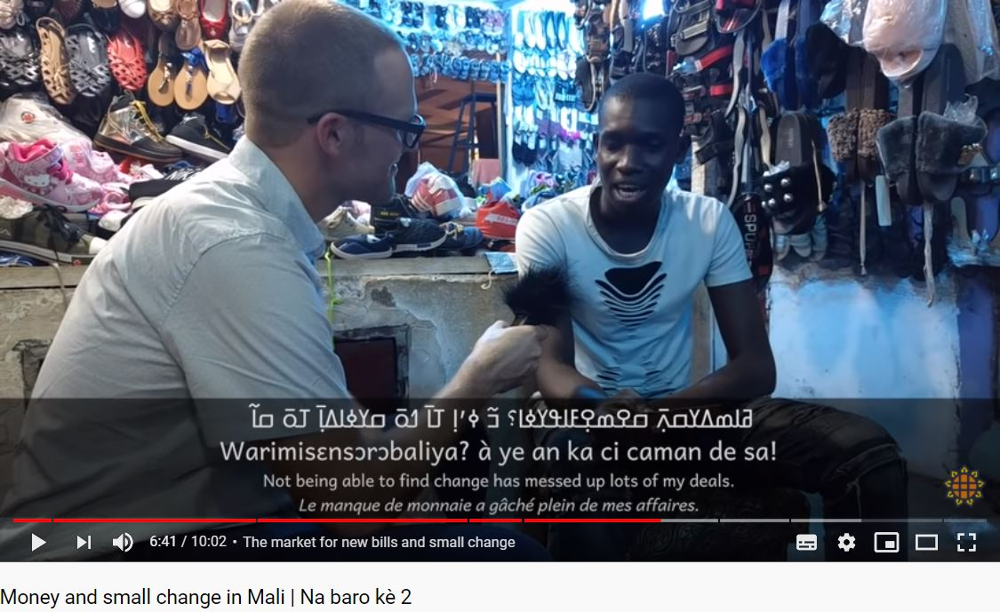 Warimisɛnsɔrɔbaliya? à ye an ka ci caman de sa!
Not being able to find change has messed up lots of my deals.
Le manque de monnaie a gâché plein de mes affaires.
6:41 / 10:02 • The market for new bills and small change
Money and small change in Mali | Na baro kè 2